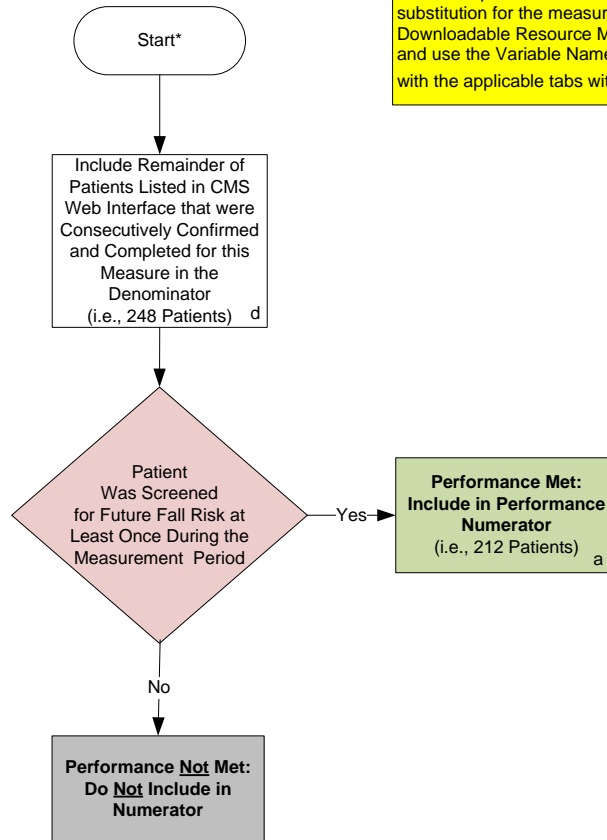 substitution for the measur
Downloadable Resource M
and use the Variable Name
with the applicable tabs wit
Start*
Include Remainder of
Patients Listed in CMS
Web Interface that were
Consecutively Confirmed
and Completed for this
Measure in the
Denominator
(i.e., 248 Patients) d
Patient
Was Screened
for Future Fall Risk at
Least Once During the
Measurement Period
Yes
Performance Met:
Include in Performance
Numerator
(i.e., 212 Patients) a
No
Performance Not Met:
Do Not Include in
Numerator